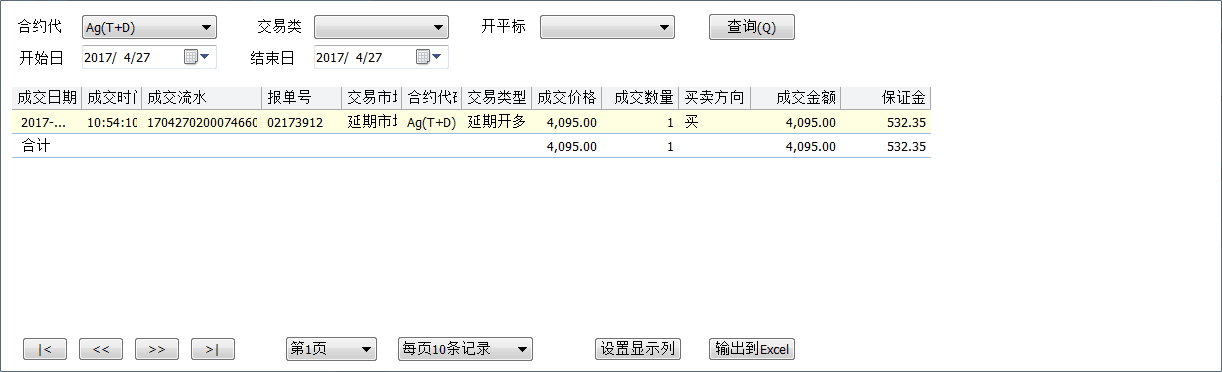 合约代 Ag(T+D) 交易类 开平标 查询(Q)
开始日 2017/ 4/27 结束日 2017/ 4/27
成交日期 成交时间 成交流水 报单号 交易市场 合约代码 交易类型 成交价格 成交数量 买卖方向 成交金额 保证金
2017-... 10:54:10 1704270200074660 02173912 延期市场 Ag(T+D) 延期开多 4,095.00 1 买 4,095.00 532.35
合计 4,095.00 1 4,095.00 532.35
|< << >> >| 第1页 每页10条记录 设置显示列 输出到Excel